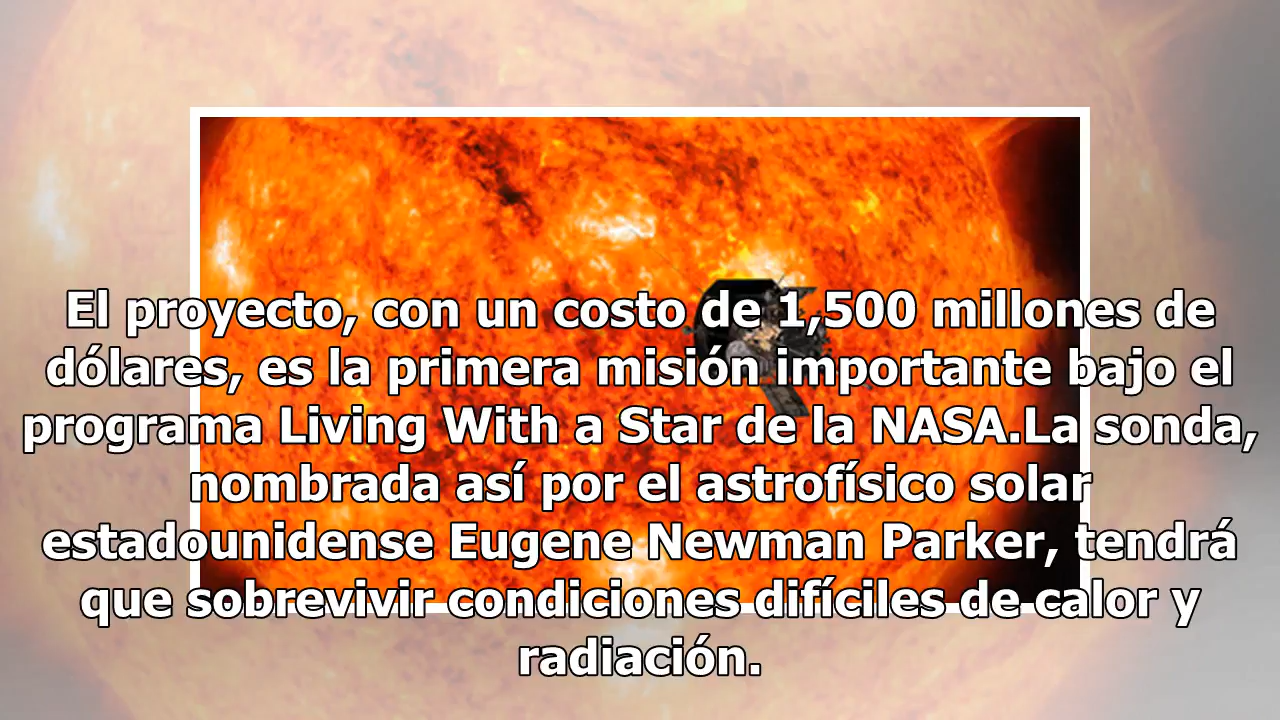 El proyecto, con un costo de 1,500 millones de
dólares, es la primera misión importante bajo el
programa Living With a Star de la NASA.La sonda,
nombrada así por el astrofísico solar
estadounidense Eugene Newman Parker, tendrá
que sobrevivir condiciones difíciles de calor y
radiación.